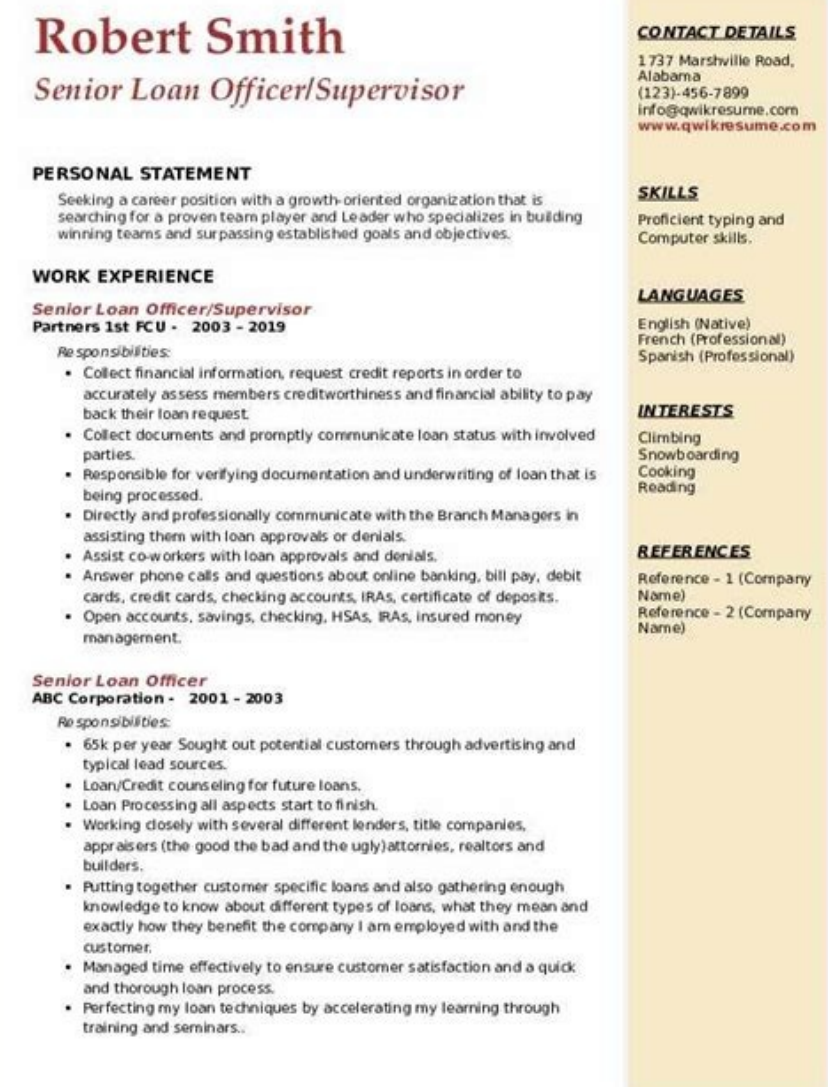 Robert Smith
Senior Loan Officer/Supervisor
PERSONAL STATEMENT
Seeking a career position with a growth-oriented organization that is
searching for a proven team player and Leader who specializes in building
winning teams and surpassing established goals and objectives.
WORK EXPERIENCE
Senior Loan Officer/Supervisor
Partners 1st FCU - 2003 – 2019
Responsibilities:
• Collect financial information, request credit reports in order to
accurately assess members creditworthiness and financial ability to pay
back their loan request.
• Collect documents and promptly communicate loan status with involved
parties.
• Responsible for verifying documentation and underwriting of loan that is
being processed.
• Directly and professionally communicate with the Branch Managers in
assisting them with loan approvals or denials.
• Assist co-workers with loan approvals and denials.
• Answer phone calls and questions about online banking, bill pay, debit
cards, credit cards, checking accounts, IRAs, certificate of deposits.
• Open accounts, savings, checking, HSAs, IRAs, insured money
management.
Senior Loan Officer
ABC Corporation - 2001 – 2003
Responsibilities:
• 65k per year Sought out potential customers through advertising and
typical lead sources.
• Loan/Credit counseling for future loans.
• Loan Processing all aspects start to finish.
• Working closely with several different lenders, title companies,
appraisers (the good the bad and the ugly)attornies, realtors and
builders.
• Putting together customer specific loans and also gathering enough
knowledge to know about different types of loans, what they mean and
exactly how they benefit the company I am employed with and the
customer.
• Managed time effectively to ensure customer satisfaction and a quick
and thorough loan process.
• Perfecting my loan techniques by accelerating my learning through
training and seminars..
CONTACT DETAILS
1737 Marshville Road,
Alabama
(123)-456-7899
info@qwikresume.com
www.qwikresume.com
SKILLS
Proficient typing and
Computer skills.
LANGUAGES
English (Native)
French (Professional)
Spanish (Professional)
INTERESTS
Climbing
Snowboarding
Cooking
Reading
REFERENCES
Reference – 1 (Company
Name)
Reference – 2 (Company
Name)